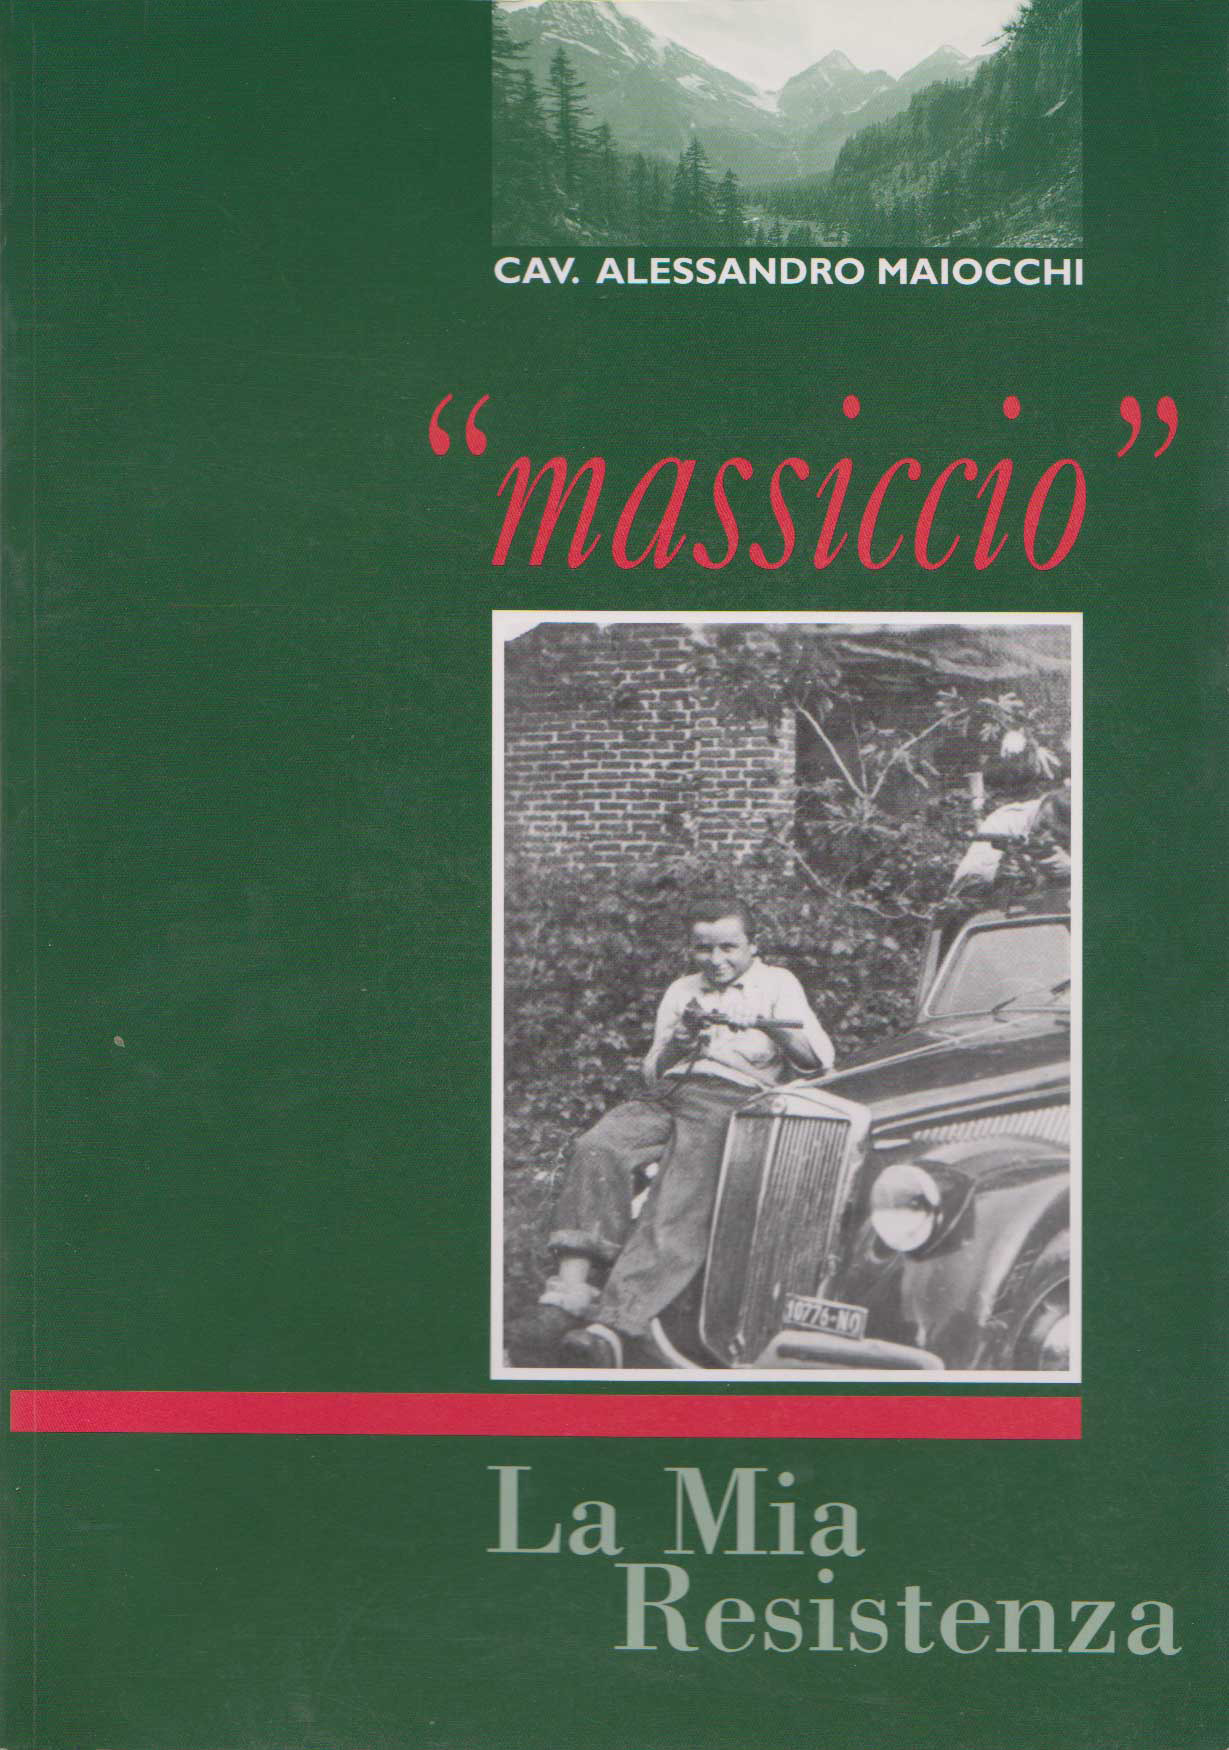 CAV. ALESSANDRO MAIOCCHI
“massiccio”
10776-NO
La Mia
Resistenza